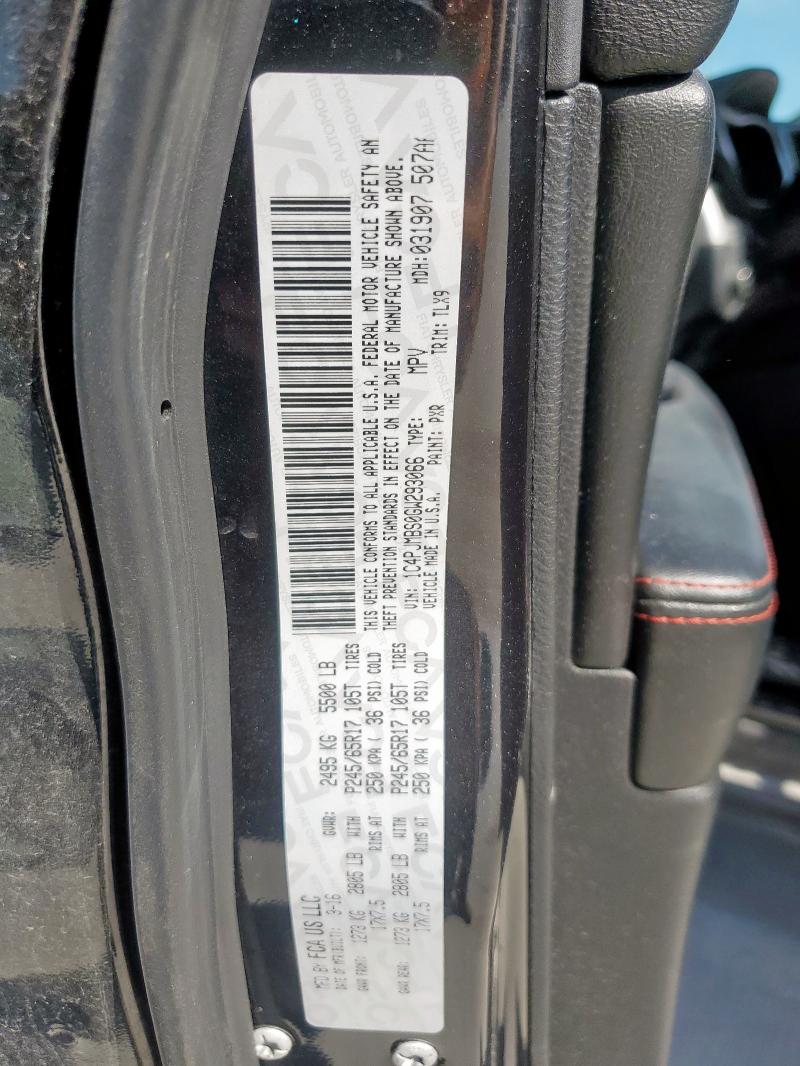 MFD BY FCA US LLC
DATE OF MFR(BUILT): 3-16 GVWR: 2495 KG 5500 LB
GAWR FRONT: 1273 KG 2805 LB WITH P245/65R17 105T TIRES
17X7.5 RIMS AT 250 KPA ( 36 PSI) COLD
GAWR REAR: 1273 KG 2805 LB WITH P245/65R17 105T TIRES
17X7.5 RIMS AT 250 KPA ( 36 PSI) COLD
THIS VEHICLE CONFORMS TO ALL APPLICABLE U.S.A. FEDERAL MOTOR VEHICLE SAFETY AN
THEFT PREVENTION STANDARDS IN EFFECT ON THE DATE OF MANUFACTURE SHOWN ABOVE.
VIN: 1C4PJMBS0GW293066 TYPE: MPV MDH: 031907 507A
VEHICLE MADE IN U.S.A. PAINT: PXR TRIM: TLX9